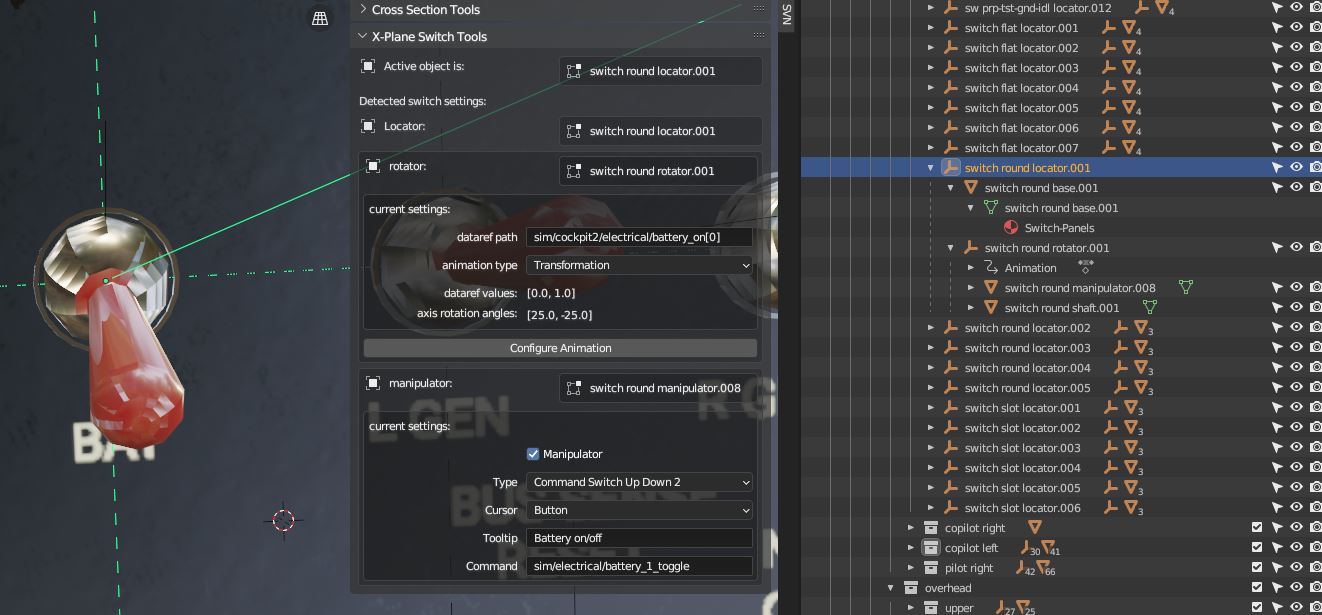 Cross Section Tools
X-Plane Switch Tools
Active object is:
switch round locator.001
Detected switch settings:
Locator:
switch round locator.001
rotator:
switch round rotator.001
current settings:
dataref path
sim/cockpit2/electrical/battery_on[0]
animation type
Transformation
dataref values:
[0.0, 1.0]
axis rotation angles:
[25.0, -25.0]
Configure Animation
manipulator:
switch round manipulator.008
current settings:
Manipulator
Type
Command Switch Up Down 2
Cursor
Button
Tooltip
Battery on/off
Command
sim/electrical/battery_1_toggle
BAT
L GEN
R G
BUS SENSE
RESET
SVN
sw prp-tst-gnd-idl locator.012
4
switch flat locator.001
4
switch flat locator.002
4
switch flat locator.003
4
switch flat locator.004
4
switch flat locator.005
4
switch flat locator.006
4
switch flat locator.007
4
switch round locator.001
switch round base.001
switch round base.001
Switch-Panels
switch round rotator.001
Animation
switch round manipulator.008
switch round shaft.001
switch round locator.002
3
switch round locator.003
3
switch round locator.004
3
switch round locator.005
3
switch slot locator.001
3
switch slot locator.002
3
switch slot locator.003
3
switch slot locator.004
3
switch slot locator.005
3
switch slot locator.006
3
copilot right
copilot left
30 41
pilot right
42 66
overhead
upper
27 25